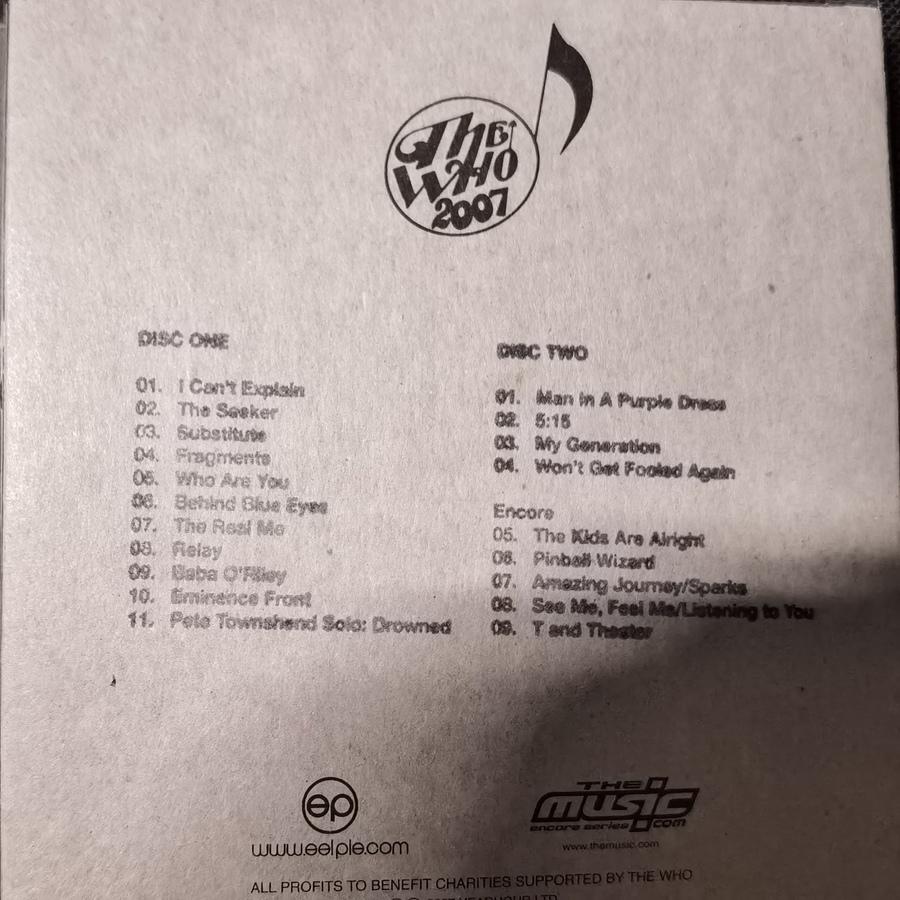 The
Who
2007
DISC ONE
01. I Can't Explain
02. The Seeker
03. Substitute
04. Fragments
05. Who Are You
06. Behind Blue Eyes
07. The Real Me
08. Relay
09. Baba O'Riley
10. Eminence Front
11. Pete Townshend Solo: Drowned
DISC TWO
01. Man In A Purple Dress
02. 5:15
03. My Generation
04. Won't Get Fooled Again
Encore
05. The Kids Are Alright
06. Pinball Wizard
07. Amazing Journey/Sparks
08. See Me, Feel Me/Listening to You
09. T and Theater
ep
www.eelpie.com
THE
music
encore series .com
www.themusic.com
ALL PROFITS TO BENEFIT CHARITIES SUPPORTED BY THE WHO